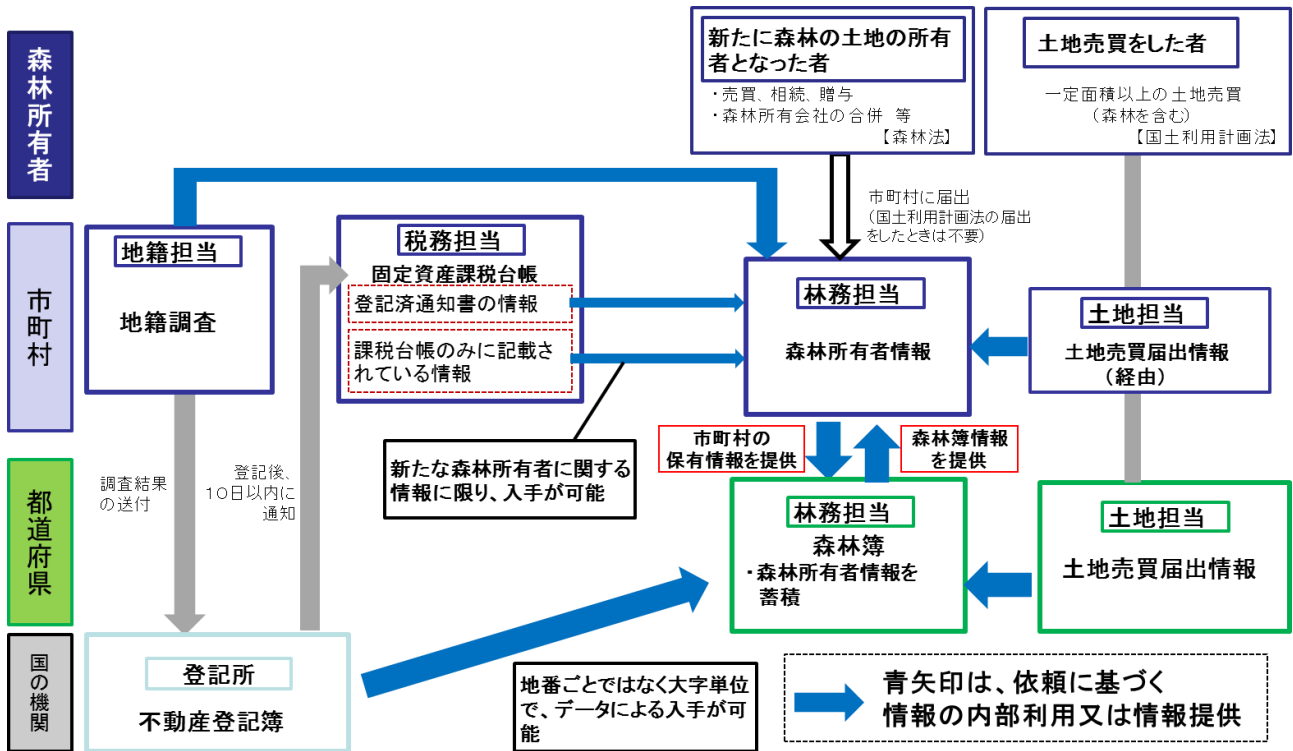 森林所有者
新たに森林の土地の所有
者となった者
・売買、相続、贈与
・森林所有会社の合併 等
【森林法】
土地売買をした者
一定面積以上の土地売買
（森林を含む）
【国土利用計画法】
市町村に届出
（国土利用計画法の届出
をしたときは不要）
市町村
地籍担当
地籍調査
税務担当
固定資産課税台帳
登記済通知書の情報
課税台帳のみに記載さ
れている情報
林務担当
森林所有者情報
土地担当
土地売買届出情報
（経由）
新たな森林所有者に関する
情報に限り、入手が可能
市町村の
保有情報を提供
森林簿情報
を提供
調査結果
の送付
登記後、
10日以内に
通知
都道府県
林務担当
森林簿
・森林所有者情報を
蓄積
土地担当
土地売買届出情報
国の機関
登記所
不動産登記簿
地番ごとではなく大字単位
で、データによる入手が可
能
青矢印は、依頼に基づく
情報の内部利用又は情報提供